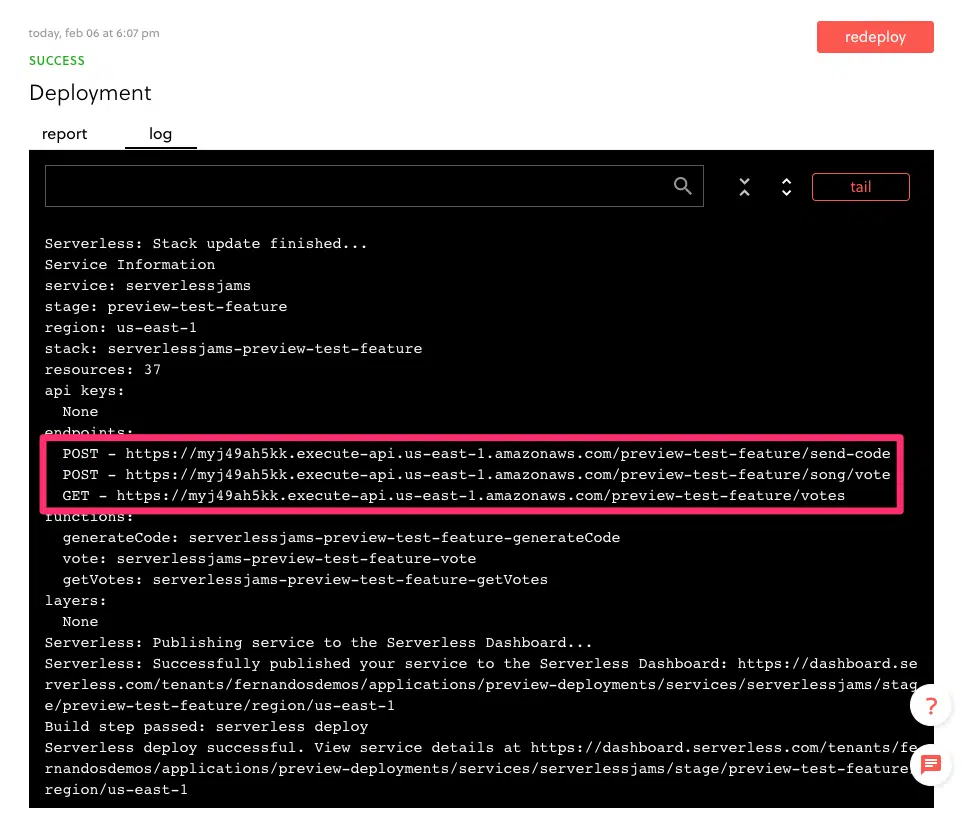 today, feb 06 at 6:07 pm
redeploy
SUCCESS
Deployment
report
log
tail
Serverless: Stack update finished...
Service Information
service: serverlessjams
stage: preview-test-feature
region: us-east-1
stack: serverlessjams-preview-test-feature
resources: 37
api keys:
  None
endpoints:
  POST - https://myj49ah5kk.execute-api.us-east-1.amazonaws.com/preview-test-feature/send-code
  POST - https://myj49ah5kk.execute-api.us-east-1.amazonaws.com/preview-test-feature/song/vote
  GET - https://myj49ah5kk.execute-api.us-east-1.amazonaws.com/preview-test-feature/votes
functions:
  generateCode: serverlessjams-preview-test-feature-generateCode
  vote: serverlessjams-preview-test-feature-vote
  getVotes: serverlessjams-preview-test-feature-getVotes
layers:
  None
Serverless: Publishing service to the Serverless Dashboard...
Serverless: Successfully published your service to the Serverless Dashboard: https://dashboard.se
rverless.com/tenants/fernandosdemos/applications/preview-deployments/services/serverlessjams/stag
e/preview-test-feature/region/us-east-1
Build step passed: serverless deploy
Serverless deploy successful. View service details at https://dashboard.serverless.com/tenants/fe
rnandosdemos/applications/preview-deployments/services/serverlessjams/stage/preview-test-feature
region/us-east-1
?